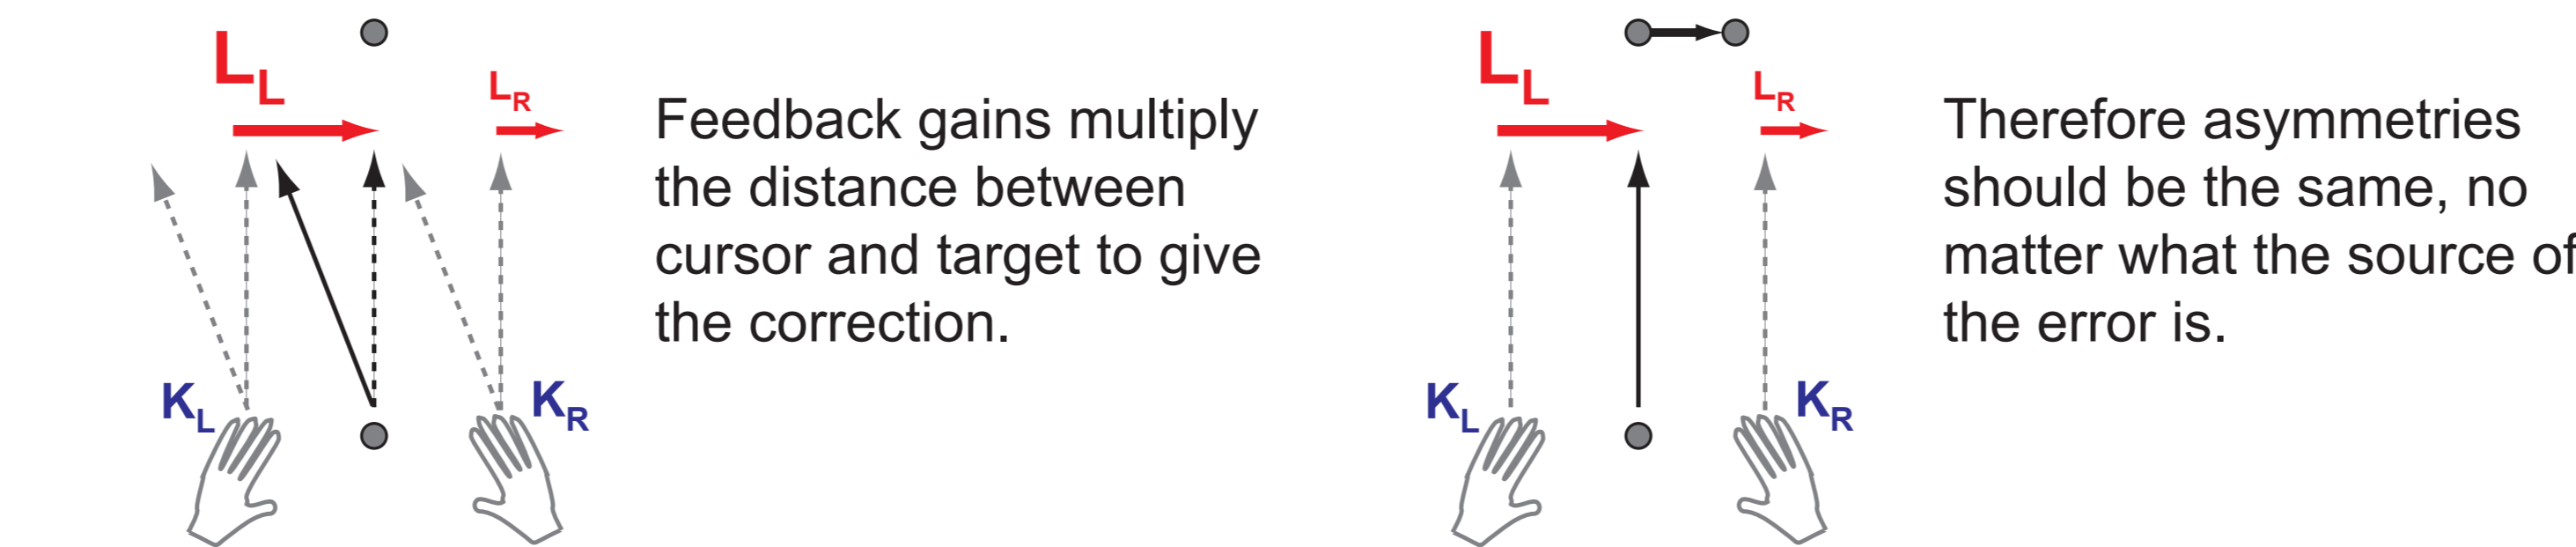 L_L
L_R
K_L
K_R
Feedback gains multiply
the distance between
cursor and target to give
the correction.
L_L
L_R
K_L
K_R
Therefore asymmetries
should be the same, no
matter what the source of
the error is.